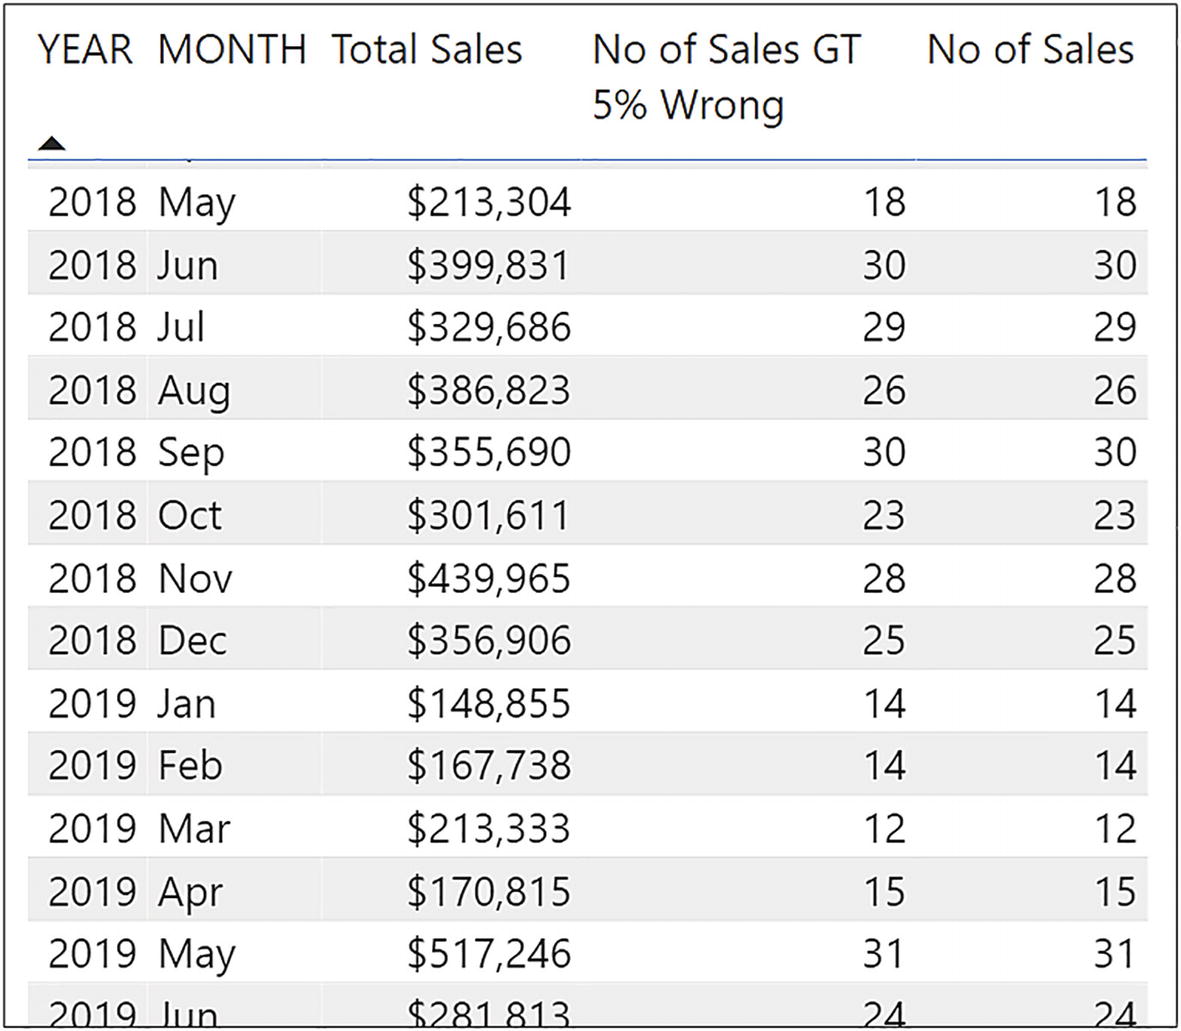 YEAR MONTH Total Sales No of Sales GT No of Sales
5% Wrong
2018 May $213,304 18 18
2018 Jun $399,831 30 30
2018 Jul $329,686 29 29
2018 Aug $386,823 26 26
2018 Sep $355,690 30 30
2018 Oct $301,611 23 23
2018 Nov $439,965 28 28
2018 Dec $356,906 25 25
2019 Jan $148,855 14 14
2019 Feb $167,738 14 14
2019 Mar $213,333 12 12
2019 Apr $170,815 15 15
2019 May $517,246 31 31
2019 Jun $281,813 24 24